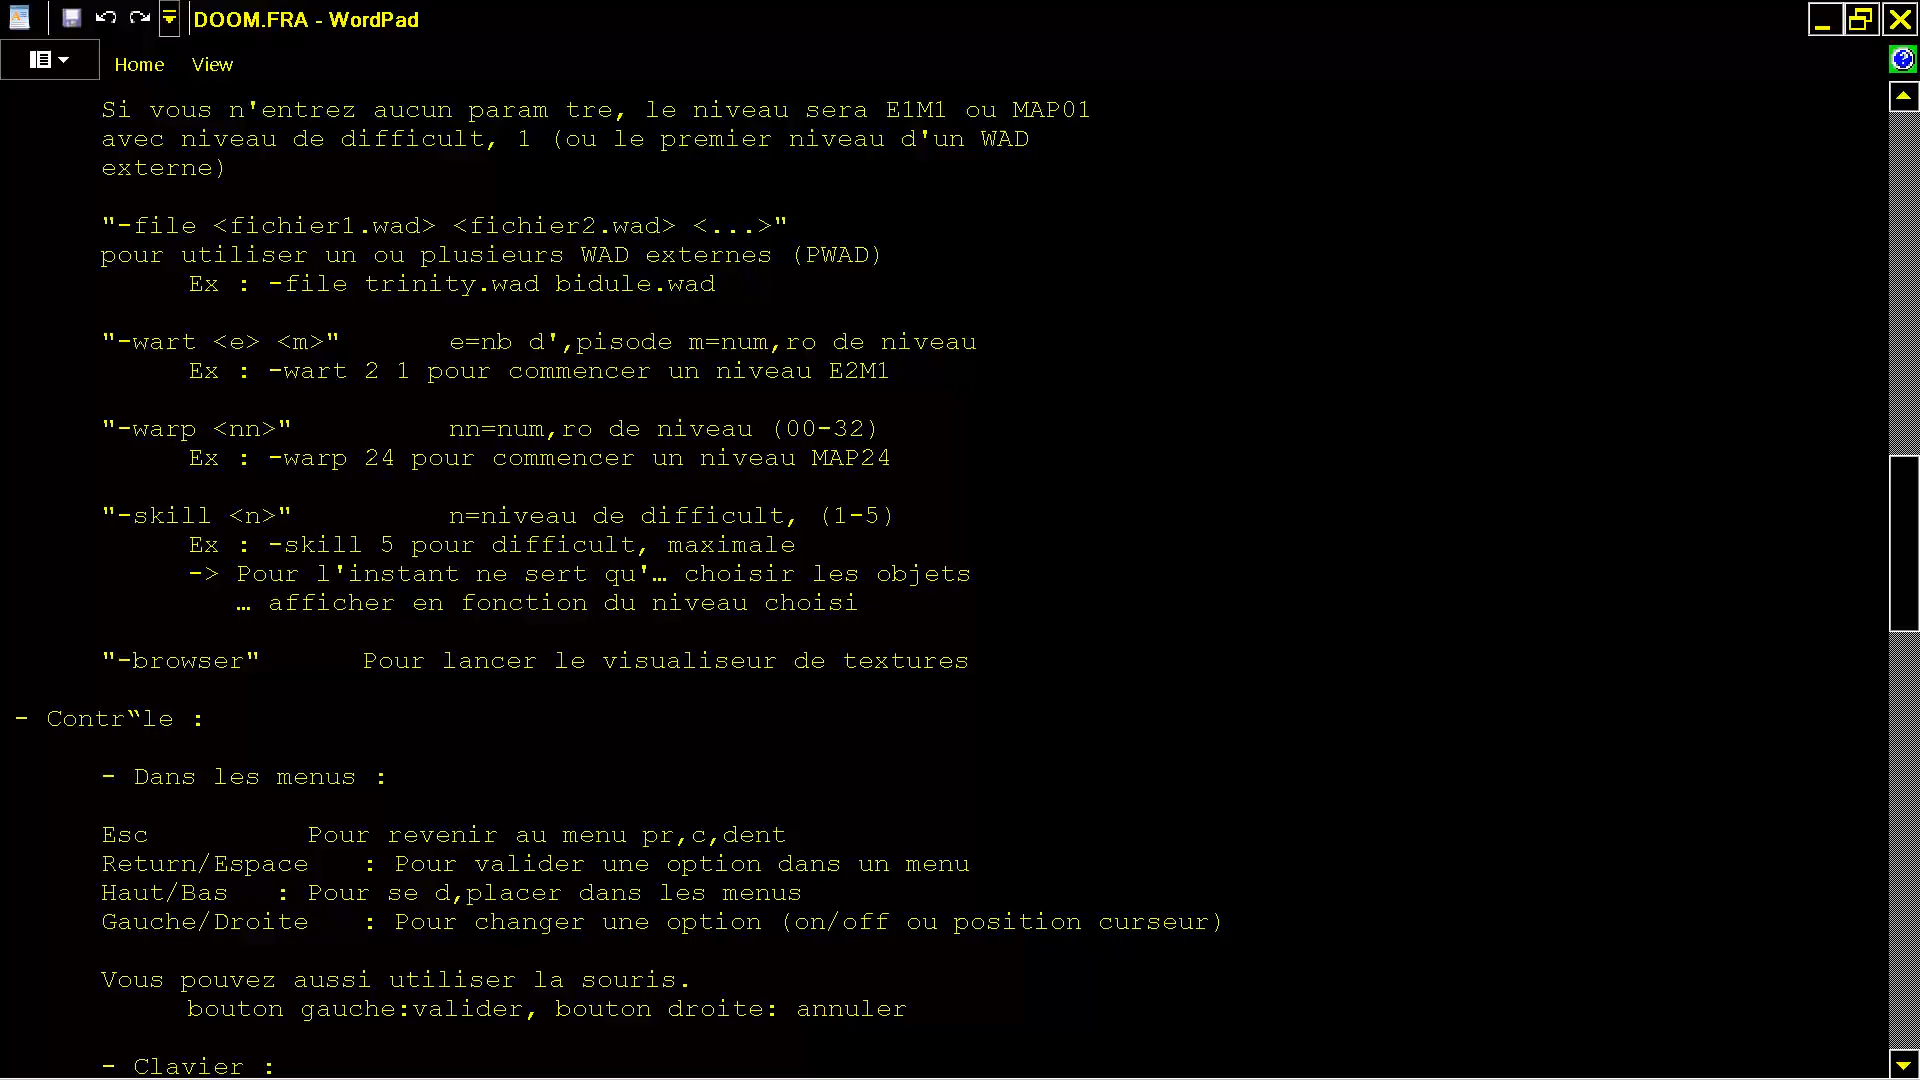 DOOM.FRA - WordPad
Home View
Si vous n'entrez aucun param tre, le niveau sera E1M1 ou MAP01
avec niveau de difficult, 1 (ou le premier niveau d'un WAD
externe)
"-file <fichier1.wad> <fichier2.wad> <...>"
pour utiliser un ou plusieurs WAD externes (PWAD)
Ex : -file trinity.wad bidule.wad
"-wart <e> <m>" e=nb d',pisode m=num,ro de niveau
Ex : -wart 2 1 pour commencer un niveau E2M1
"-warp <nn>" nn=num,ro de niveau (00-32)
Ex : -warp 24 pour commencer un niveau MAP24
"-skill <n>" n=niveau de difficult, (1-5)
Ex : -skill 5 pour difficult, maximale
-> Pour l'instant ne sert qu'… choisir les objets
… afficher en fonction du niveau choisi
"-browser" Pour lancer le visualiseur de textures
- Contr“le :
- Dans les menus :
Esc Pour revenir au menu pr,c,dent
Return/Espace : Pour valider une option dans un menu
Haut/Bas : Pour se d,placer dans les menus
Gauche/Droite : Pour changer une option (on/off ou position curseur)
Vous pouvez aussi utiliser la souris.
bouton gauche:valider, bouton droite: annuler
- Clavier :